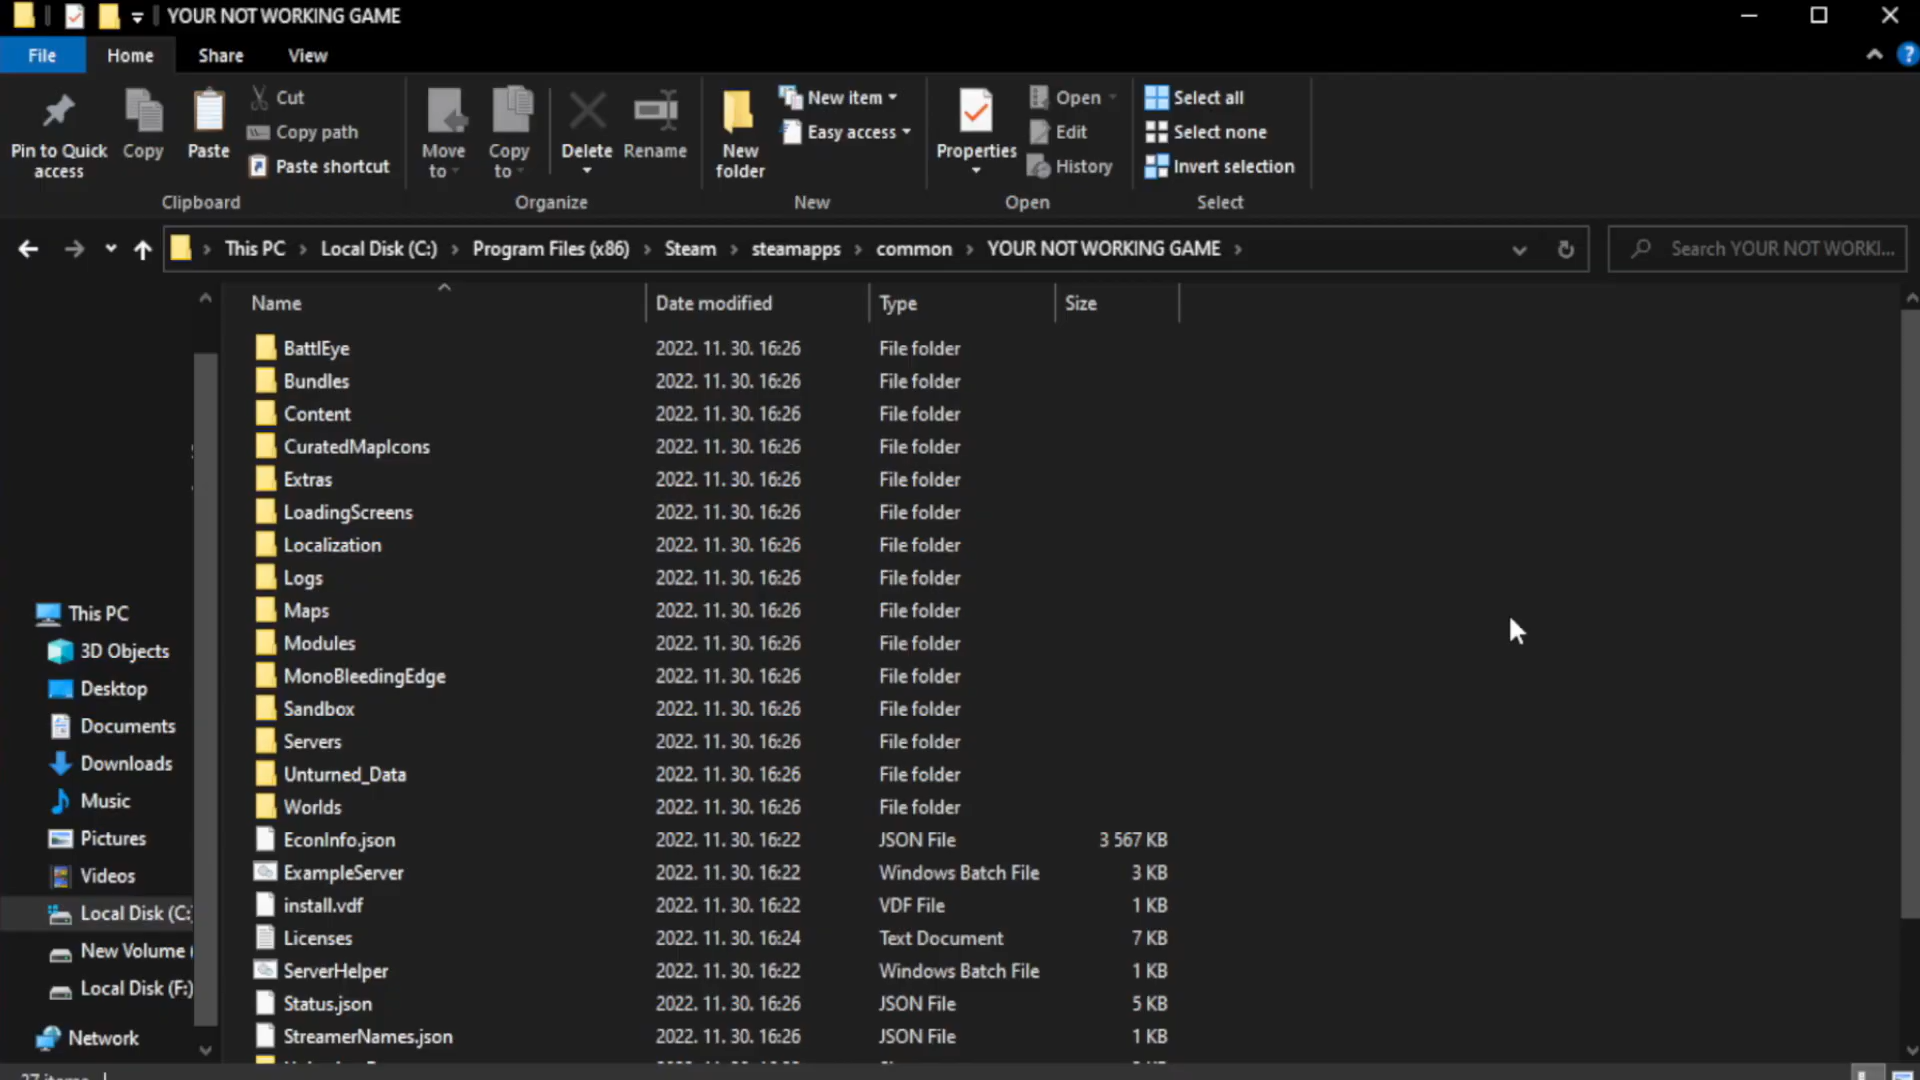 YOUR NOT WORKING GAME
File Home Share View
Pin to Quick access
Copy
Paste
Cut
Copy path
Paste shortcut
Clipboard
Move to
Copy to
Delete
Rename
Organize
New folder
New item
Easy access
New
Properties
Open
Edit
History
Open
Select all
Select none
Invert selection
Select
This PC > Local Disk (C:) > Program Files (x86) > Steam > steamapps > common > YOUR NOT WORKING GAME >
Search YOUR NOT WORKI...
This PC
3D Objects
Desktop
Documents
Downloads
Music
Pictures
Videos
Local Disk (C:)
New Volume (
Local Disk (F:)
Network
Name Date modified Type Size
BattlEye 2022. 11. 30. 16:26 File folder
Bundles 2022. 11. 30. 16:26 File folder
Content 2022. 11. 30. 16:26 File folder
CuratedMapIcons 2022. 11. 30. 16:26 File folder
Extras 2022. 11. 30. 16:26 File folder
LoadingScreens 2022. 11. 30. 16:26 File folder
Localization 2022. 11. 30. 16:26 File folder
Logs 2022. 11. 30. 16:26 File folder
Maps 2022. 11. 30. 16:26 File folder
Modules 2022. 11. 30. 16:26 File folder
MonoBleedingEdge 2022. 11. 30. 16:26 File folder
Sandbox 2022. 11. 30. 16:26 File folder
Servers 2022. 11. 30. 16:26 File folder
Unturned_Data 2022. 11. 30. 16:26 File folder
Worlds 2022. 11. 30. 16:26 File folder
EconInfo.json 2022. 11. 30. 16:22 JSON File 3 567 KB
ExampleServer 2022. 11. 30. 16:22 Windows Batch File 3 KB
install.vdf 2022. 11. 30. 16:22 VDF File 1 KB
Licenses 2022. 11. 30. 16:24 Text Document 7 KB
ServerHelper 2022. 11. 30. 16:22 Windows Batch File 1 KB
Status.json 2022. 11. 30. 16:26 JSON File 5 KB
StreamerNames.json 2022. 11. 30. 16:26 JSON File 1 KB